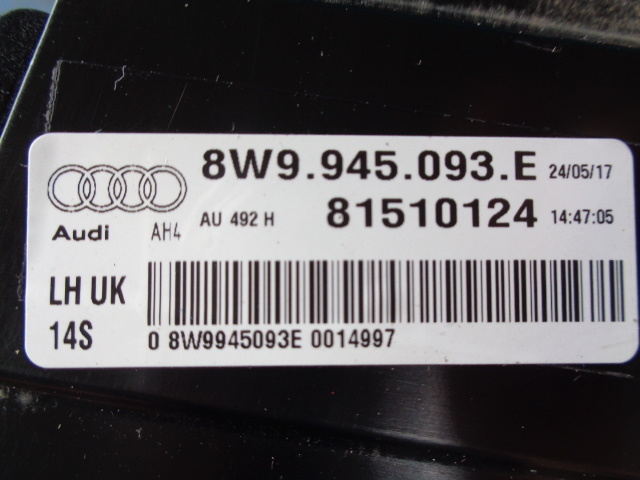 8W9.945.093.E 24/05/17
Audi AH4 AU 492 H 81510124 14:47:05
LH UK
14S 0 8W9945093E 0014997